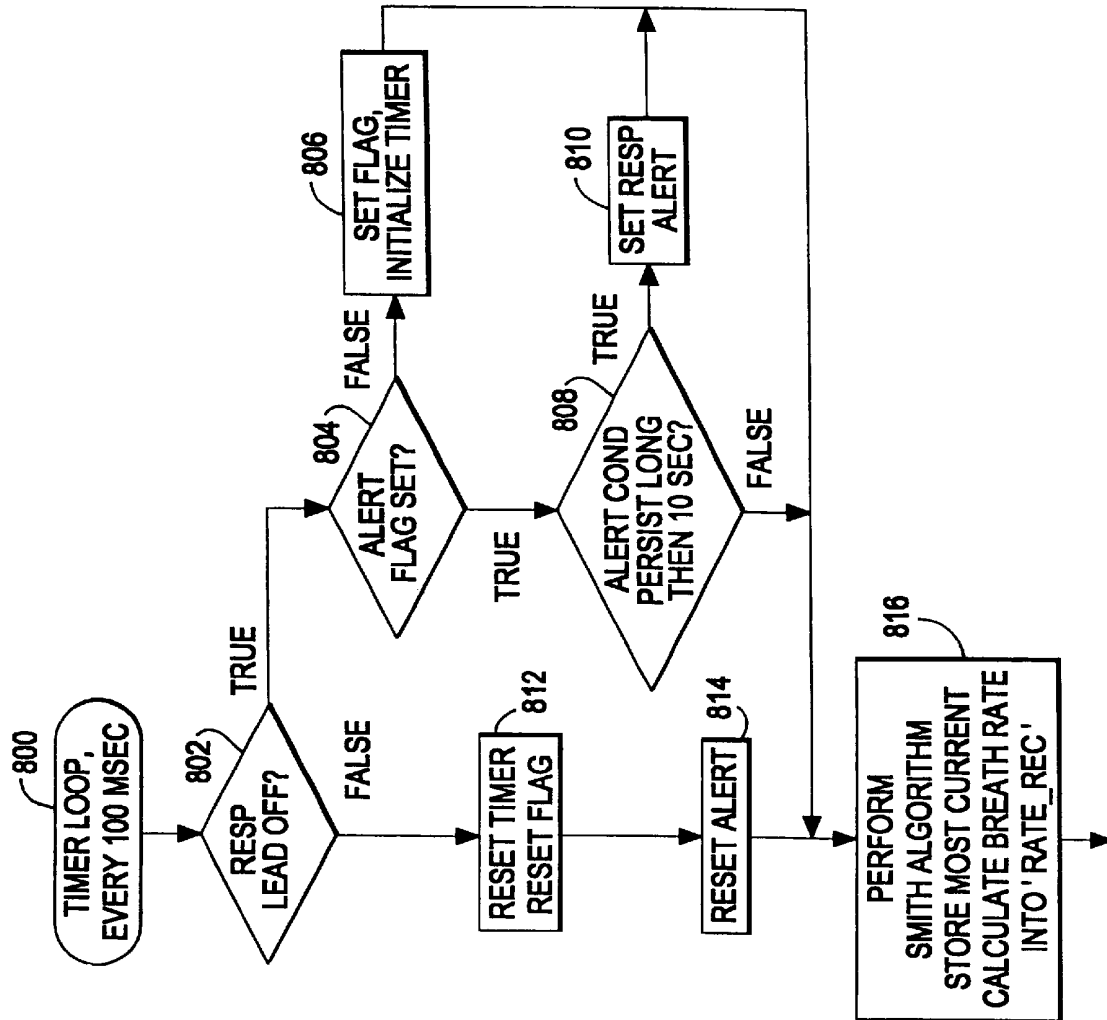 800
TIMER LOOP,
EVERY 100 MSEC
802
RESP
LEAD OFF?
TRUE
FALSE
804
ALERT
FLAG SET?
FALSE
TRUE
806
SET FLAG,
INITIALIZE TIMER
808
ALERT COND
PERSIST LONG
THEN 10 SEC?
TRUE
FALSE
810
SET RESP
ALERT
812
RESET TIMER
RESET FLAG
814
RESET ALERT
816
PERFORM
SMITH ALGORITHM
STORE MOST CURRENT
CALCULATE BREATH RATE
INTO 'RATE_REC'